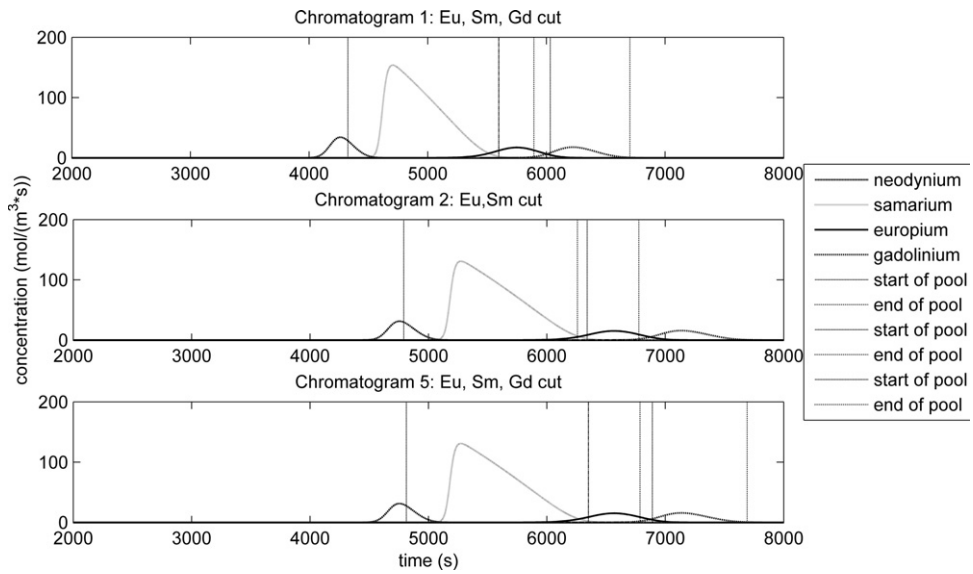 Chromatogram 1: Eu, Sm, Gd cut
200
100
0
2000 3000 4000 5000 6000 7000 8000
Chromatogram 2: Eu,Sm cut
200
100
0
2000 3000 4000 5000 6000 7000 8000
Chromatogram 5: Eu, Sm, Gd cut
200
100
0
2000 3000 4000 5000 6000 7000 8000
time (s)
concentration (mol/(m³*s))
neodynium
samarium
europium
gadolinium
start of pool
end of pool
start of pool
end of pool
start of pool
end of pool